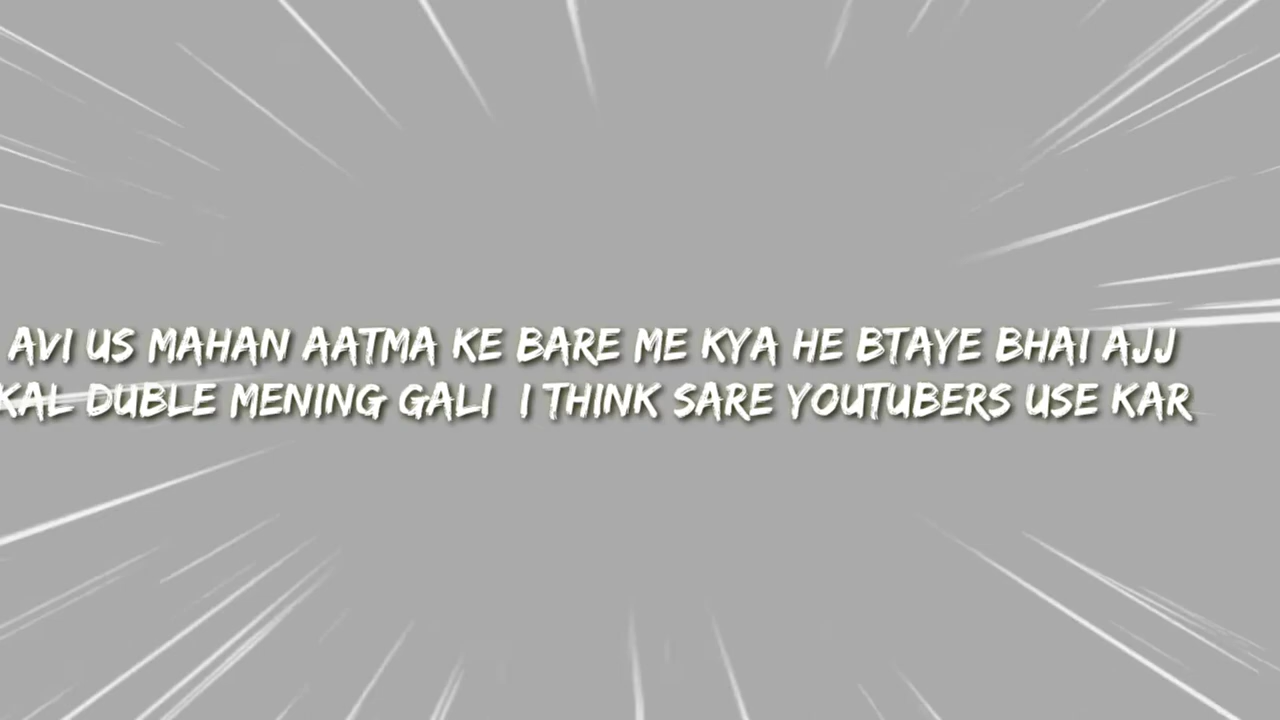 AVI US MAHAN AATMA KE BARE ME KYA HE BTAYE BHAI AJJ
KAL DUBLE MENING GALI I THINK SARE YOUTUBERS USE KAR